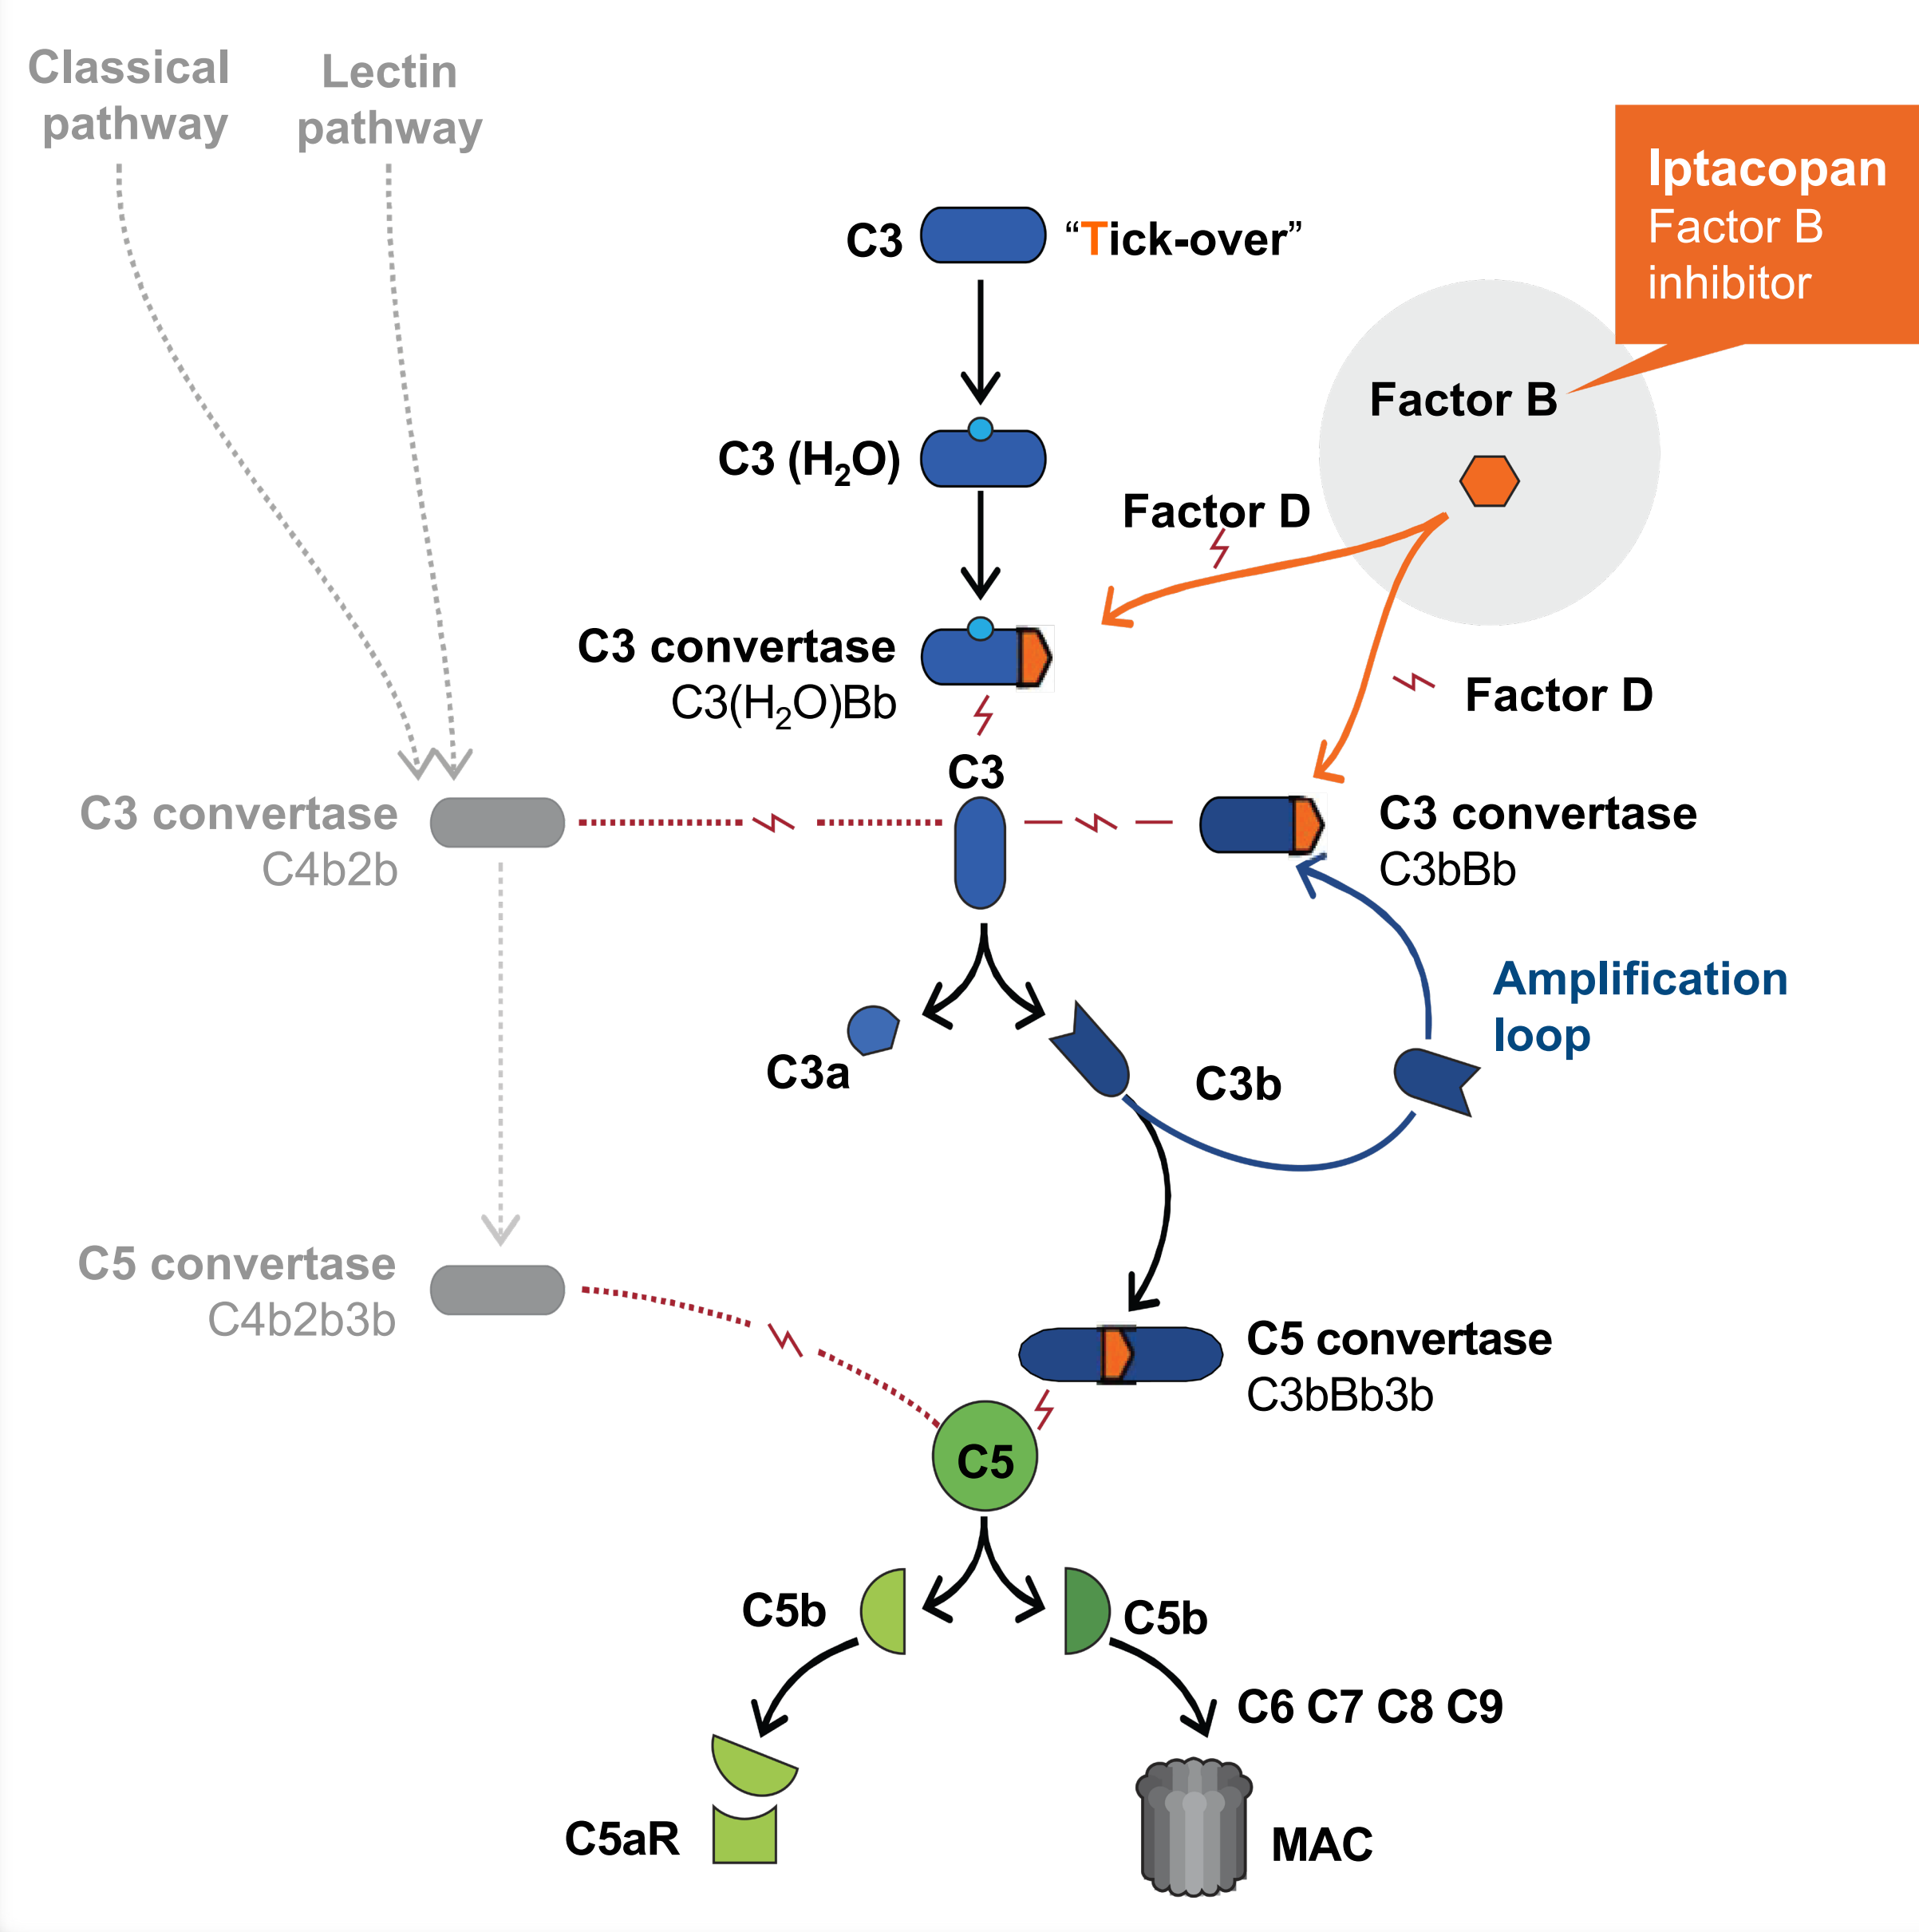 Classical
pathway
Lectin
pathway
Iptacopan
Factor B
inhibitor
C3
“Tick-over”
Factor B
C3 (H₂O)
Factor D
C3 convertase
C3(H₂O)Bb
Factor D
C3
C3 convertase
C4b2b
C3 convertase
C3bBb
Amplification
loop
C3a
C3b
C5 convertase
C4b2b3b
C5 convertase
C3bBb3b
C5
C5b
C5b
C6 C7 C8 C9
C5aR
MAC